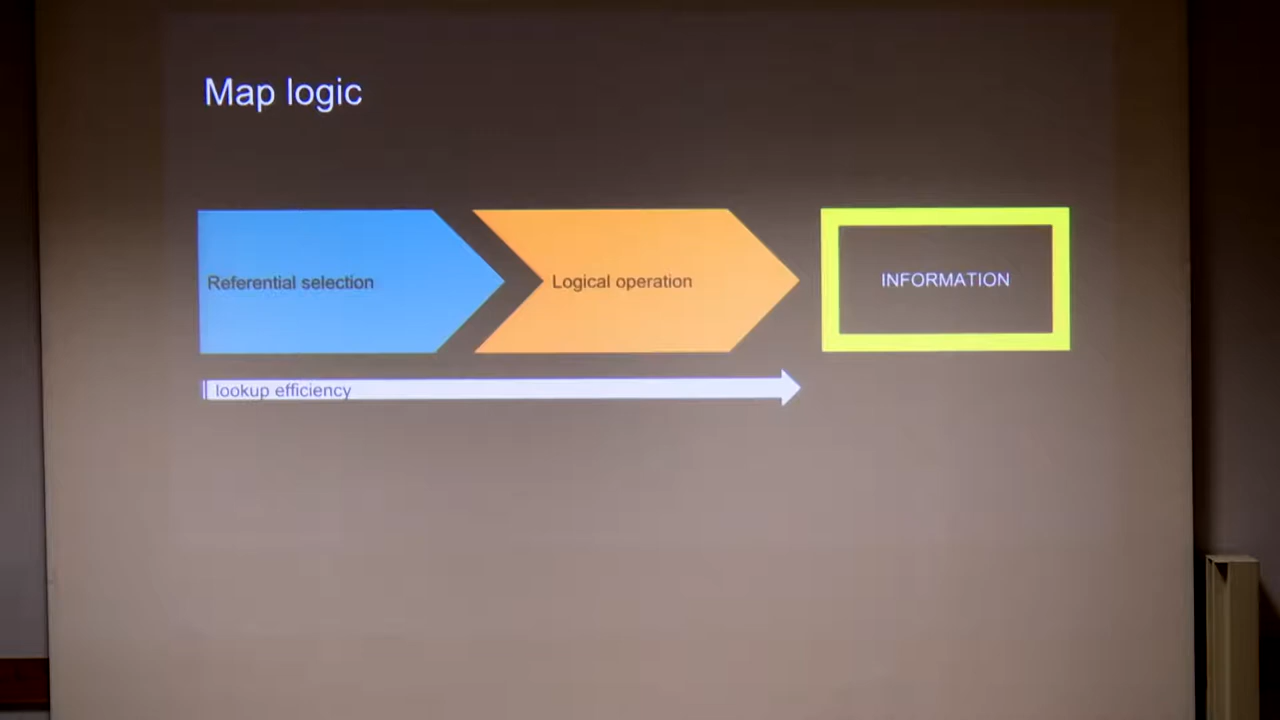 Map logic
Referential selection
Logical operation
INFORMATION
lookup efficiency